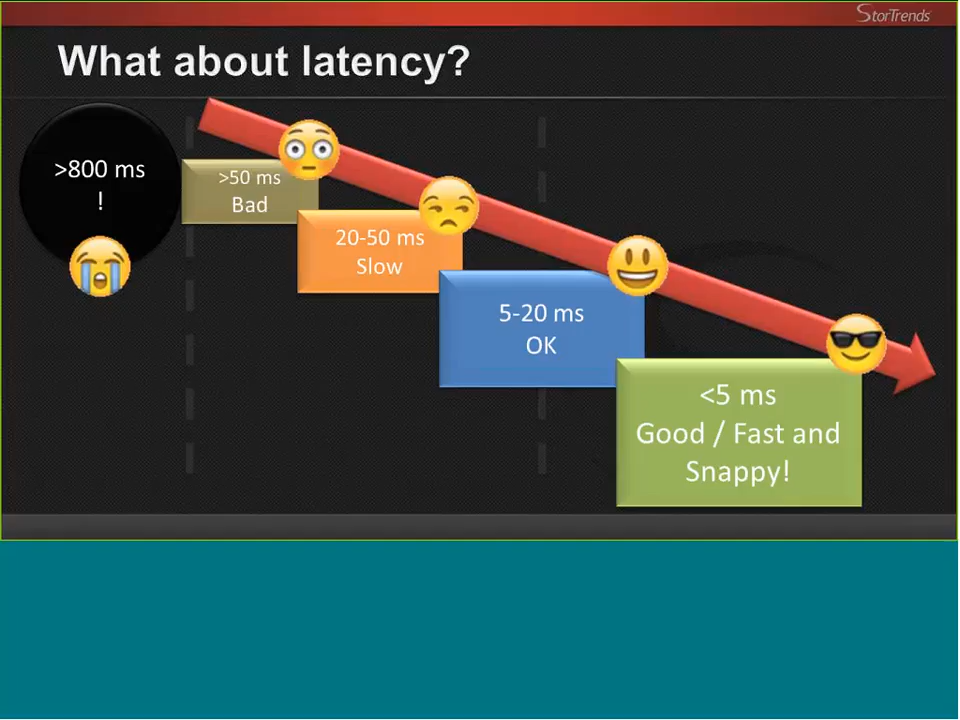 StorTrends
What about latency?
>800 ms
!
>50 ms
Bad
20-50 ms
Slow
5-20 ms
OK
<5 ms
Good / Fast and
Snappy!